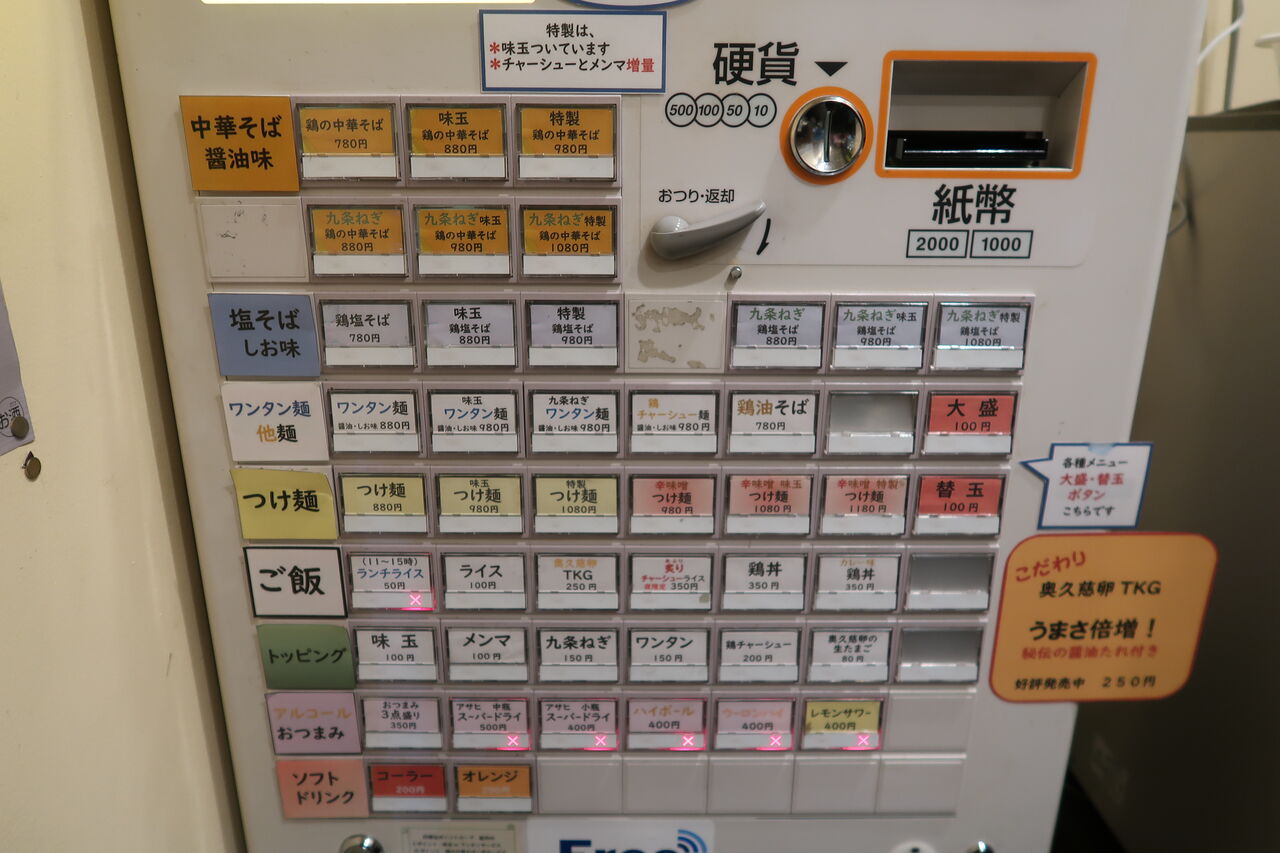 特製は、
*味玉ついています
*チャーシューとメンマ増量
硬貨▼
500 100 50 10
おつり・返却
紙幣
2000 1000
中華そば
醤油味
鶏の中華そば
780円
味玉
鶏の中華そば
880円
特製
鶏の中華そば
980円
九条ねぎ
鶏の中華そば
880円
九条ねぎ味玉
鶏の中華そば
980円
九条ねぎ特製
鶏の中華そば
1080円
塩そば
しお味
鶏塩そば
780円
味玉
鶏塩そば
880円
特製
鶏塩そば
980円
九条ねぎ
鶏塩そば
880円
九条ねぎ味玉
鶏塩そば
980円
九条ねぎ特製
鶏塩そば
1080円
ワンタン麺
他麺
ワンタン麺
醤油・しお味 880円
味玉
ワンタン麺
醤油・しお味 980円
九条ねぎ
ワンタン麺
醤油・しお味 980円
鶏
チャーシュー麺
醤油・しお味 980円
鶏油そば
780円
大盛
100円
つけ麺
つけ麺
880円
味玉
つけ麺
980円
特製
つけ麺
1080円
辛味噌
つけ麺
980円
辛味噌 味玉
つけ麺
1080円
辛味噌 特製
つけ麺
1180円
替玉
100円
各種メニュー
大盛・替玉
ボタン
こちらです
ご飯
(11〜15時)
ランチライス
50円
ライス
100円
奥久慈卵
TKG
250円
炙り
チャーシューライス
350円
鶏丼
350円
カレー味
鶏丼
350円
こだわり
奥久慈卵TKG
うまさ倍増!
秘伝の醤油たれ付き
好評発売中 250円
トッピング
味玉
100円
メンマ
100円
九条ねぎ
150円
ワンタン
150円
鶏チャーシュー
200円
奥久慈卵の
生たまご
80円
アルコール
おつまみ
おつまみ
3点盛り
350円
アサヒ 中瓶
スーパードライ
500円
アサヒ 小瓶
スーパードライ
400円
ハイボール
400円
ウーロンハイ
400円
レモンサワー
400円
ソフト
ドリンク
コーラー
200円
オレンジ
お酒